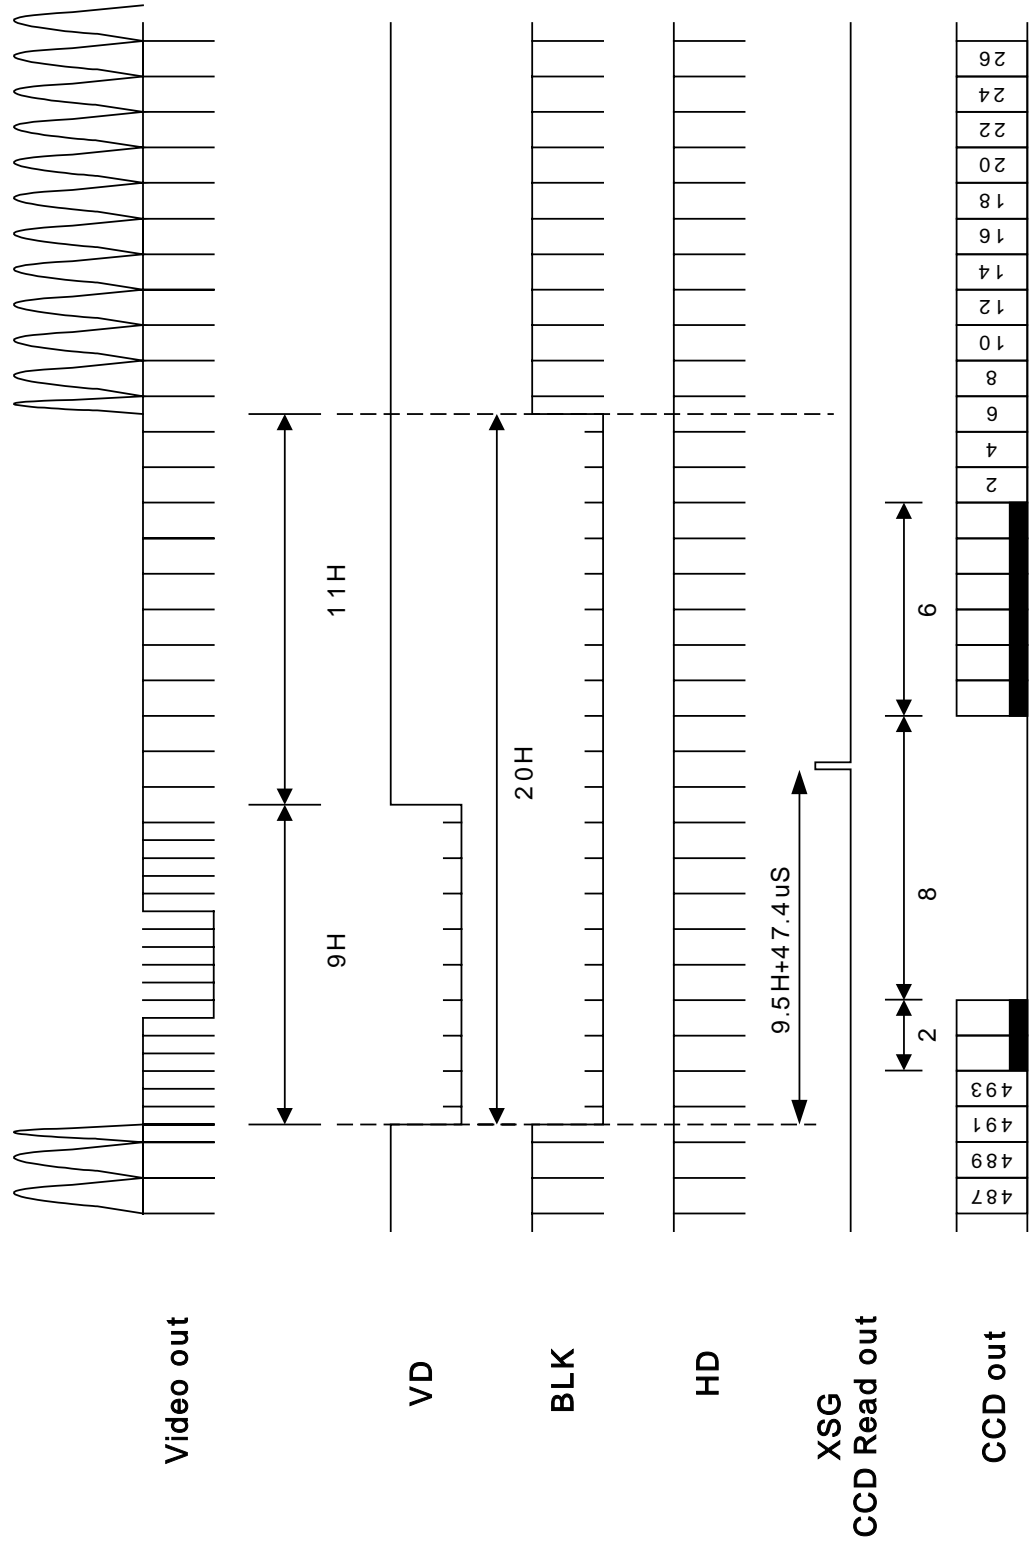 Video out
VD
9H
11H
BLK
20H
HD
XSG
CCD Read out
9.5H+47.4uS
CCD out
2
8
6
487 489 491 493 2 4 6 8 10 12 14 16 18 20 22 24 26